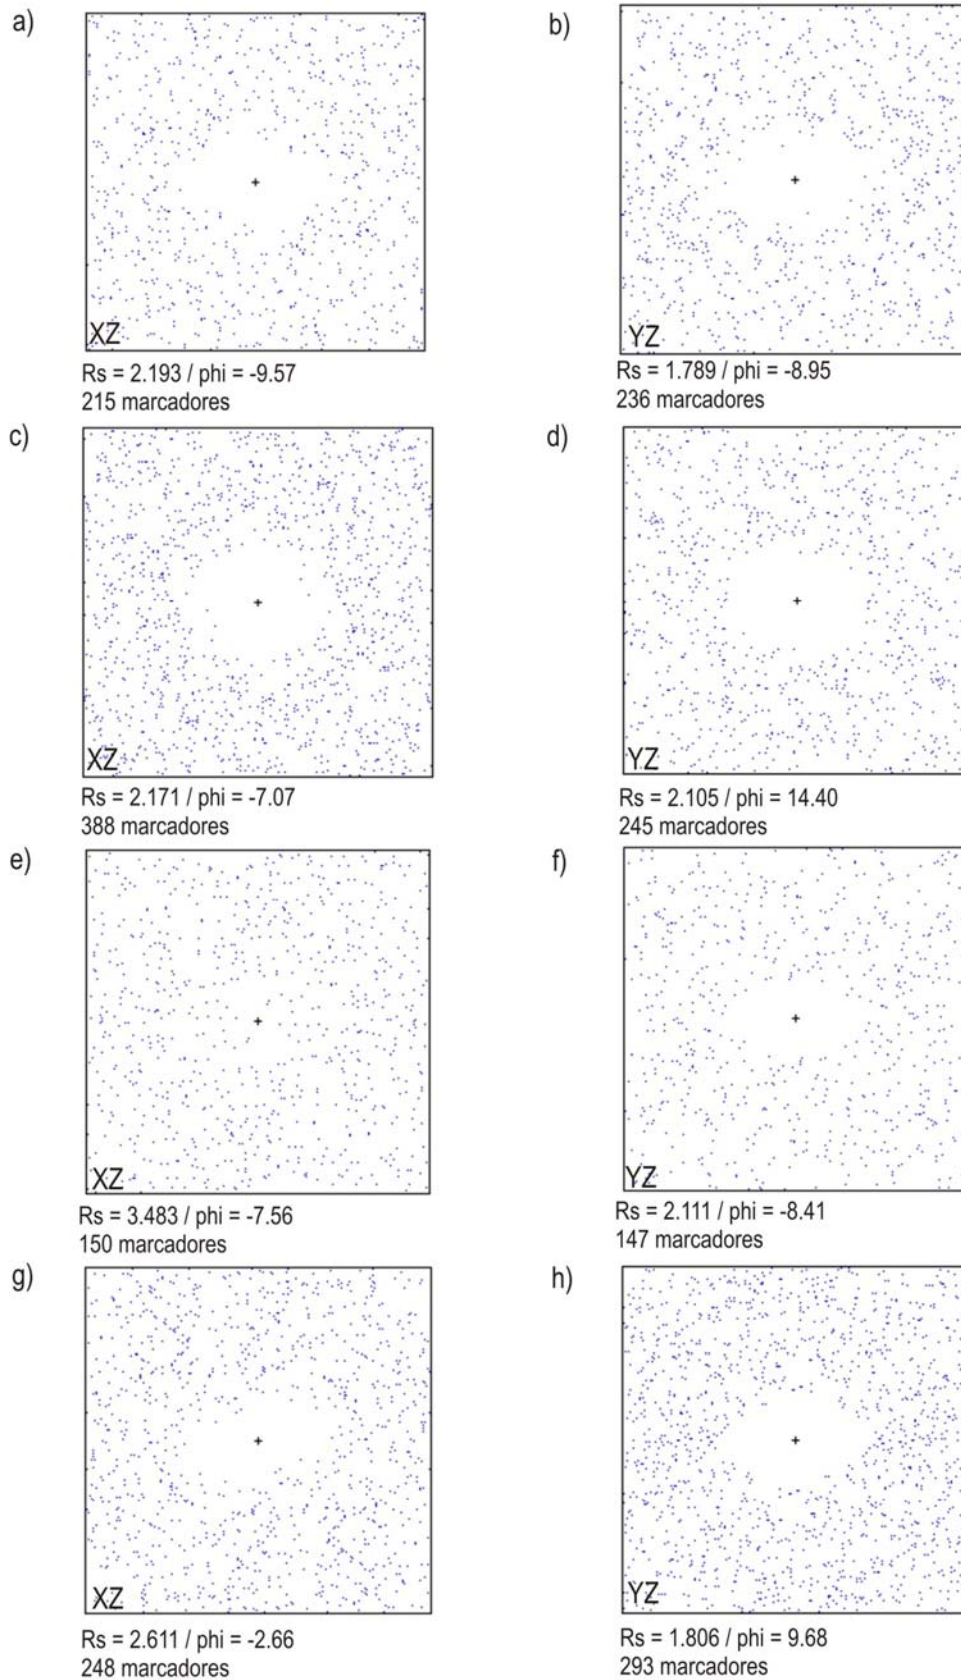 a)
XZ
Rs = 2.193 / phi = -9.57
215 marcadores
b)
YZ
Rs = 1.789 / phi = -8.95
236 marcadores
c)
XZ
Rs = 2.171 / phi = -7.07
388 marcadores
d)
YZ
Rs = 2.105 / phi = 14.40
245 marcadores
e)
XZ
Rs = 3.483 / phi = -7.56
150 marcadores
f)
YZ
Rs = 2.111 / phi = -8.41
147 marcadores
g)
XZ
Rs = 2.611 / phi = -2.66
248 marcadores
h)
YZ
Rs = 1.806 / phi = 9.68
293 marcadores